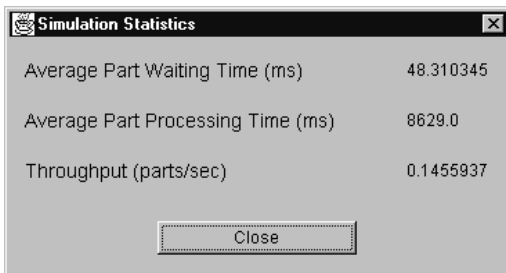 Simulation Statistics
Average Part Waiting Time (ms) 48.310345
Average Part Processing Time (ms) 8629.0
Throughput (parts/sec) 0.1455937
Close